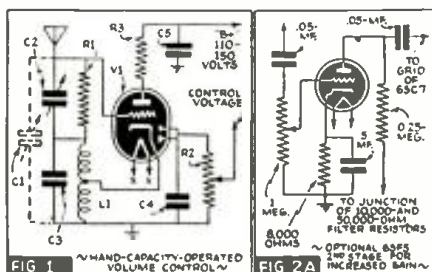 C2
R1
R3
C5
V1
B+
110-
150
VOLTS
CONTROL
VOLTAGE
R2
C1
L1
C4
C3
FIG 1
~HAND-CAPACITY-OPERATED
VOLUME CONTROL~
.05-
MF.
.05-MF.
TO
GRID
OF
6SC7
0.25-
MEG.
5
MF.
1
MEG.
8,000
OHMS
TO JUNCTION
OF 10,000-AND
50,000-OHM
FILTER RESISTORS
FIG 2A
~OPTIONAL 6SF5
2ND STAGE FOR
INCREASED GAIN~